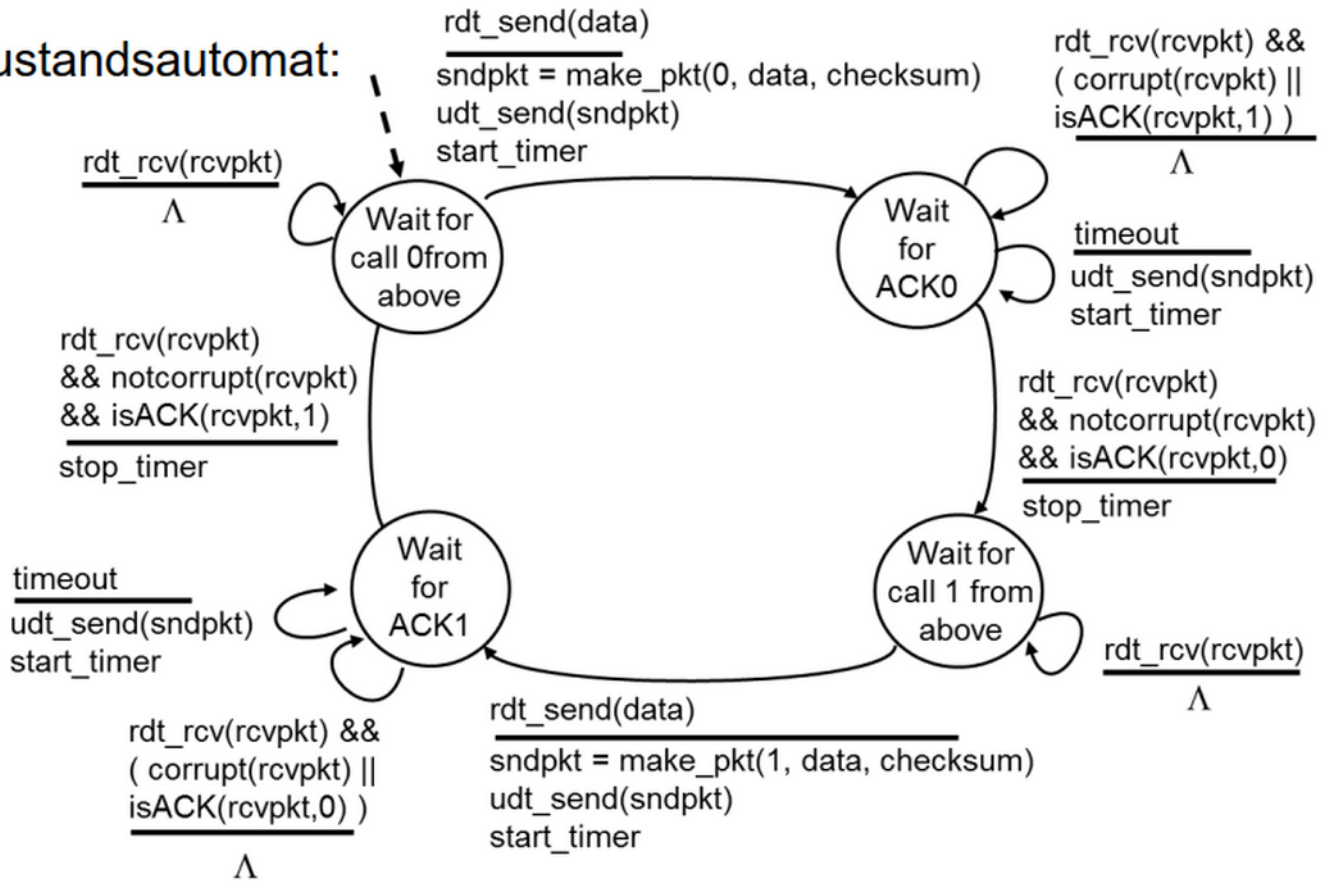 ustandsautomat:
rdt_send(data)
sndpkt = make_pkt(0, data, checksum)
udt_send(sndpkt)
start_timer
rdt_rcv(rcvpkt) &&
( corrupt(rcvpkt) ||
isACK(rcvpkt,1) )
Λ
rdt_rcv(rcvpkt)
Λ
Wait for
call 0from
above
Wait
for
ACK0
timeout
udt_send(sndpkt)
start_timer
rdt_rcv(rcvpkt)
&& notcorrupt(rcvpkt)
&& isACK(rcvpkt,1)
stop_timer
rdt_rcv(rcvpkt)
&& notcorrupt(rcvpkt)
&& isACK(rcvpkt,0)
stop_timer
timeout
udt_send(sndpkt)
start_timer
Wait
for
ACK1
Wait for
call 1 from
above
rdt_rcv(rcvpkt)
Λ
rdt_rcv(rcvpkt) &&
( corrupt(rcvpkt) ||
isACK(rcvpkt,0) )
Λ
rdt_send(data)
sndpkt = make_pkt(1, data, checksum)
udt_send(sndpkt)
start_timer